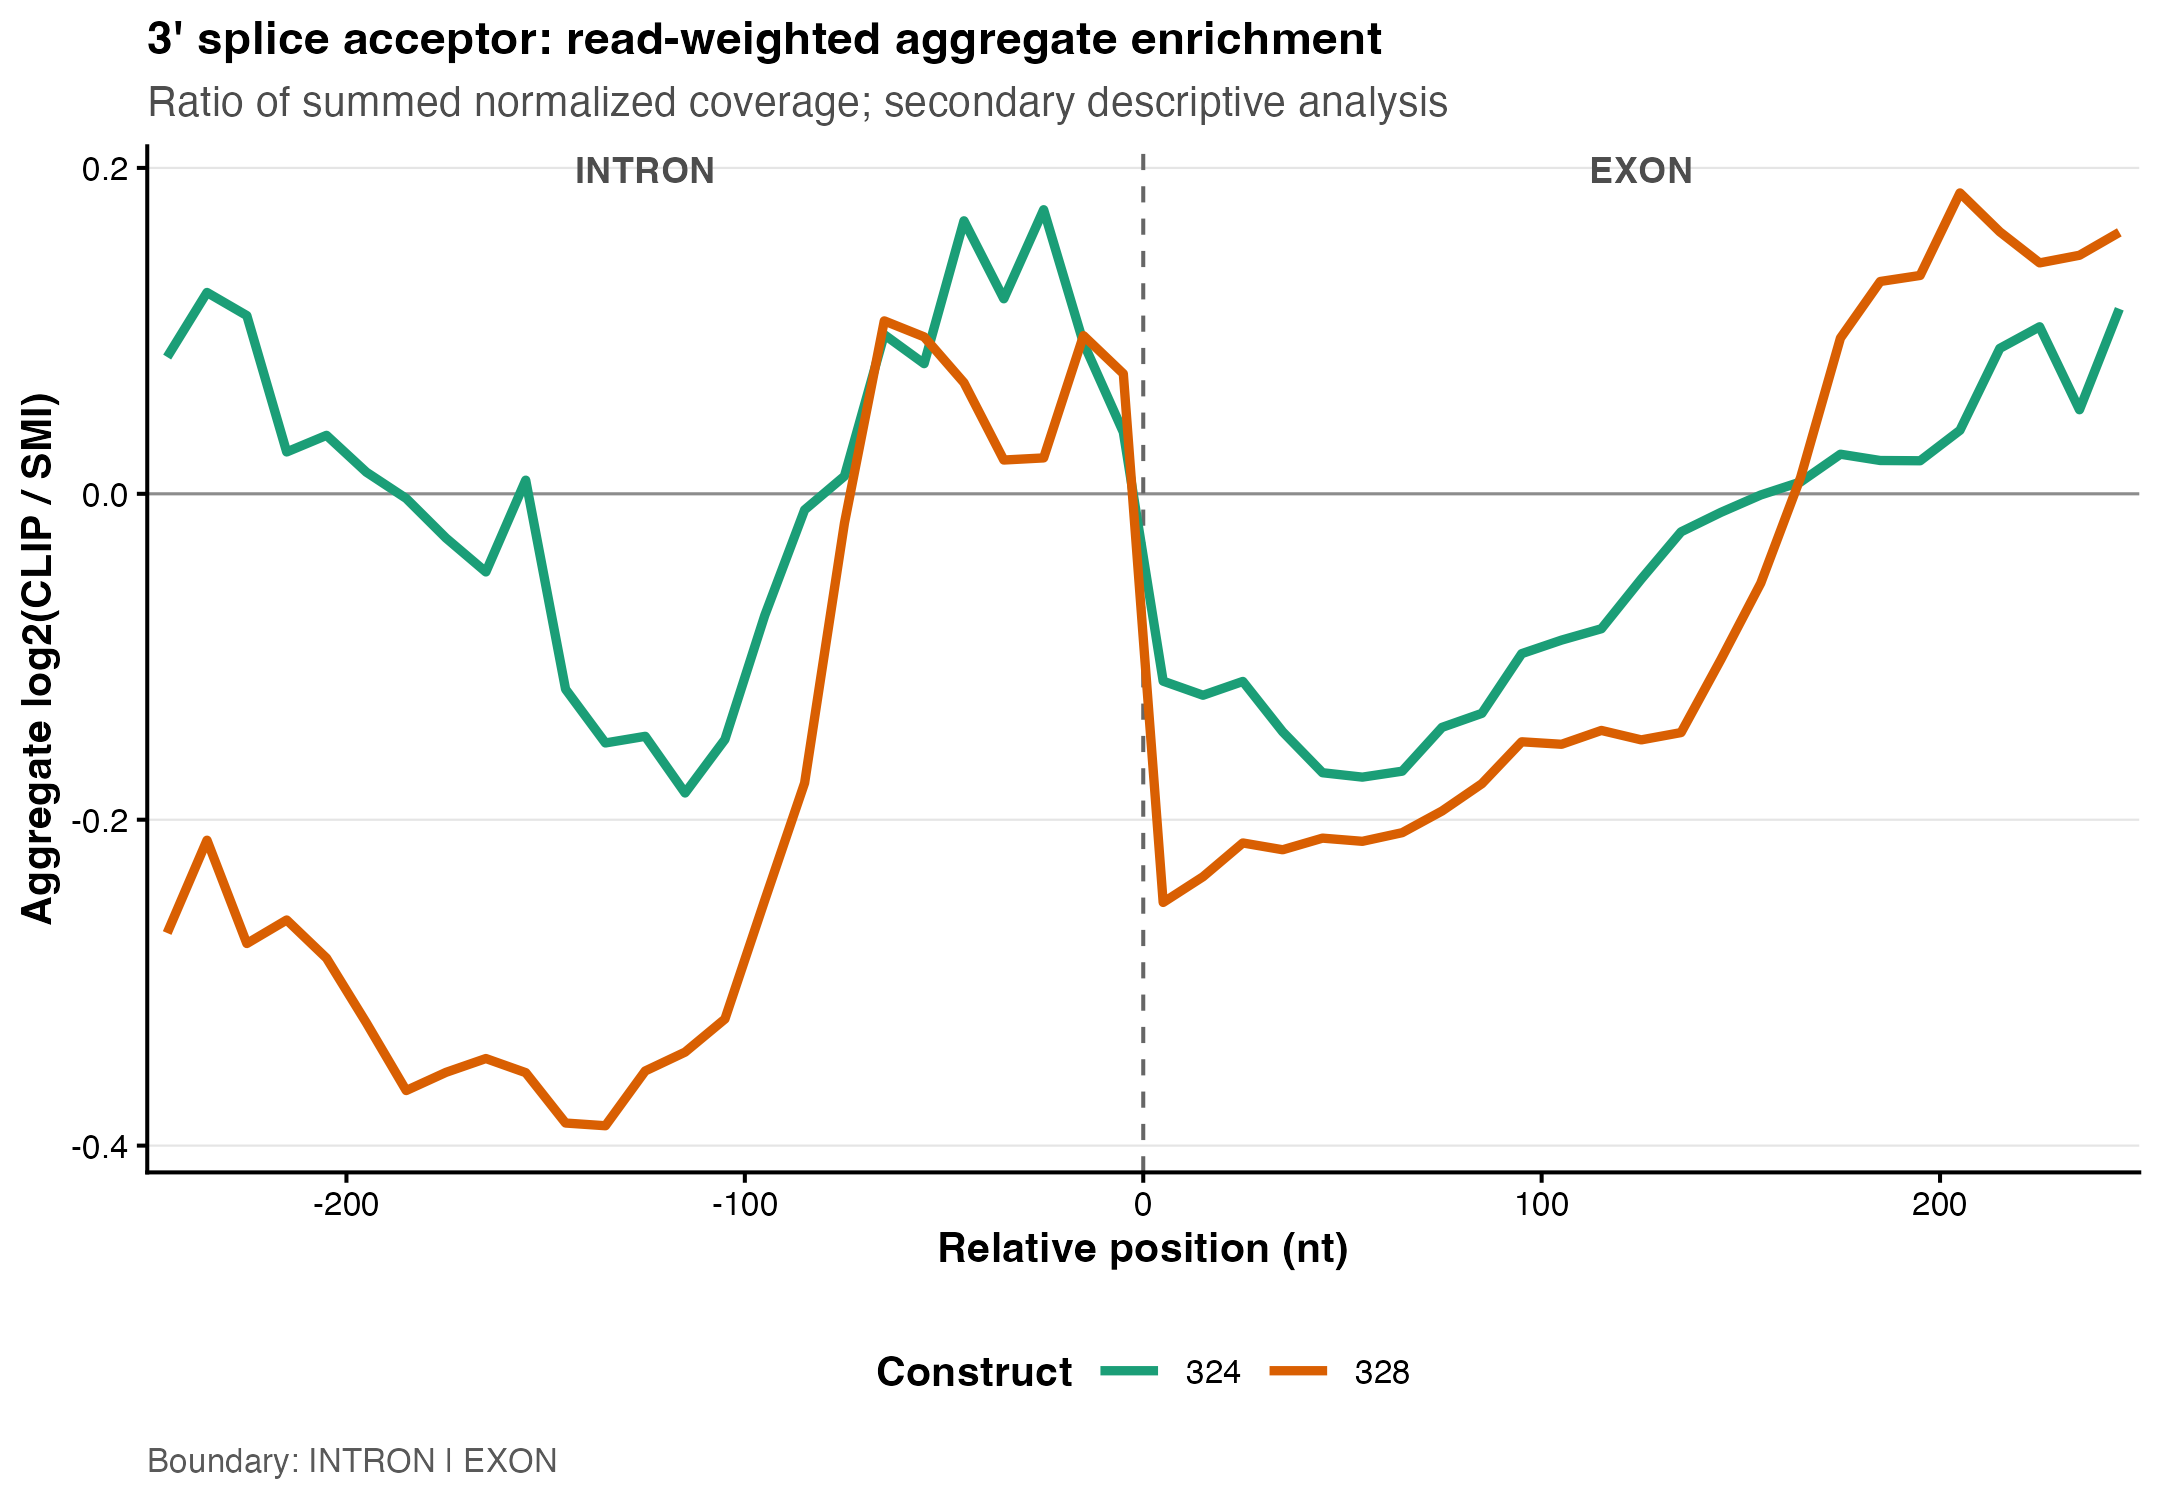 3' splice acceptor: read-weighted aggregate enrichment
Ratio of summed normalized coverage; secondary descriptive analysis
INTRON
EXON
Aggregate log2(CLIP / SMI)
0.2
0.0
-0.2
-0.4
-200
-100
0
100
200
Relative position (nt)
Construct
324
328
Boundary: INTRON | EXON